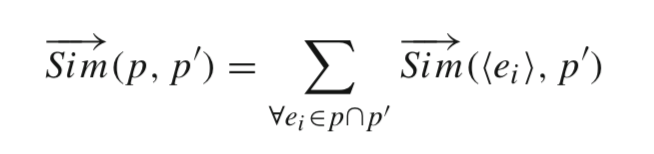 $\overrightarrow{Sim}(p, p') = \sum_{\forall e_i \in p \cap p'} \overrightarrow{Sim}(\langle e_i \rangle, p')$